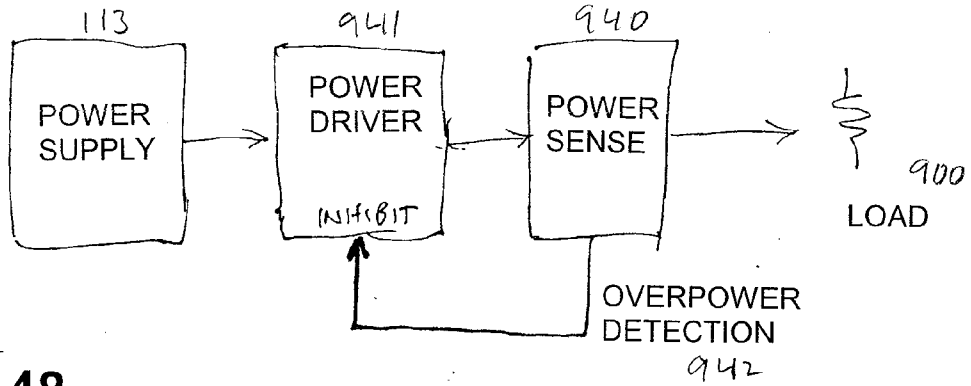 113
941
940
POWER
SUPPLY
POWER
DRIVER
POWER
SENSE
INHIBIT
900
LOAD
OVERPOWER
DETECTION
942
48